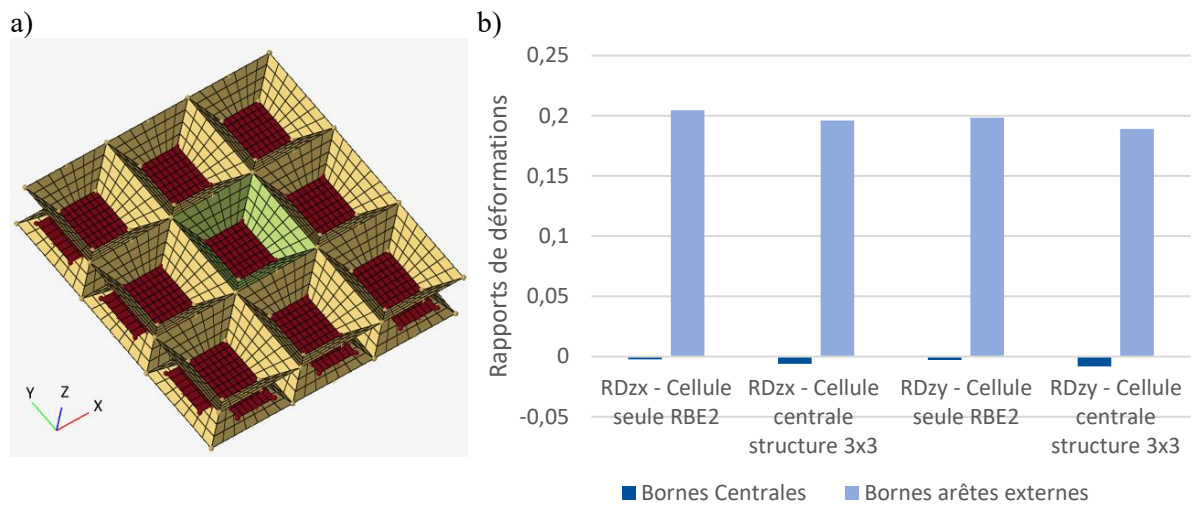 a)
b)
Y
Z
X
Rapports de déformations
0,25
0,2
0,15
0,1
0,05
0
-0,05
RDzx - Cellule
seule RBE2
RDzx - Cellule
centrale
structure 3x3
RDzy - Cellule
seule RBE2
RDzy - Cellule
centrale
structure 3x3
Bornes Centrales
Bornes arêtes externes